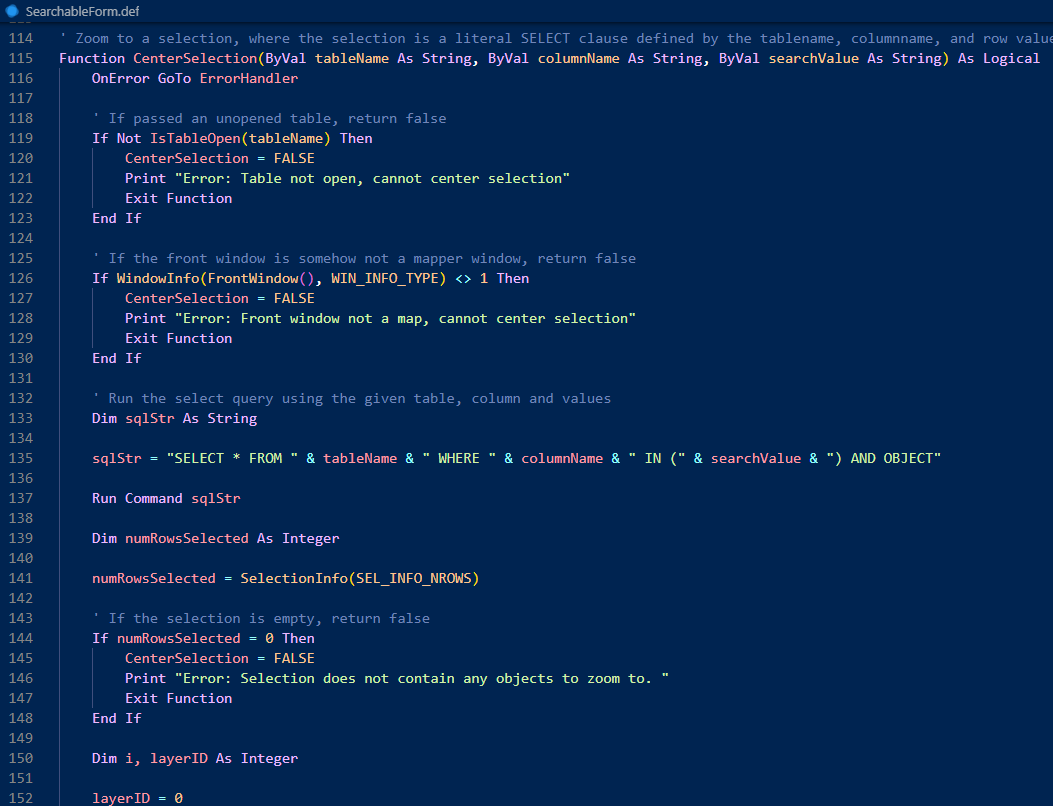 SearchableForm.def
114 ' Zoom to a selection, where the selection is a literal SELECT clause defined by the tablename, columnname, and row value
115 Function CenterSelection(ByVal tableName As String, ByVal columnName As String, ByVal searchValue As String) As Logical
116 OnError GoTo ErrorHandler
117
118 ' If passed an unopened table, return false
119 If Not IsTableOpen(tableName) Then
120 CenterSelection = FALSE
121 Print "Error: Table not open, cannot center selection"
122 Exit Function
123 End If
124
125 ' If the front window is somehow not a mapper window, return false
126 If WindowInfo(FrontWindow(), WIN_INFO_TYPE) <> 1 Then
127 CenterSelection = FALSE
128 Print "Error: Front window not a map, cannot center selection"
129 Exit Function
130 End If
131
132 ' Run the select query using the given table, column and values
133 Dim sqlStr As String
134
135 sqlStr = "SELECT * FROM " & tableName & " WHERE " & columnName & " IN (" & searchValue & ") AND OBJECT"
136
137 Run Command sqlStr
138
139 Dim numRowsSelected As Integer
140
141 numRowsSelected = SelectionInfo(SEL_INFO_NROWS)
142
143 ' If the selection is empty, return false
144 If numRowsSelected = 0 Then
145 CenterSelection = FALSE
146 Print "Error: Selection does not contain any objects to zoom to. "
147 Exit Function
148 End If
149
150 Dim i, layerID As Integer
151
152 layerID = 0